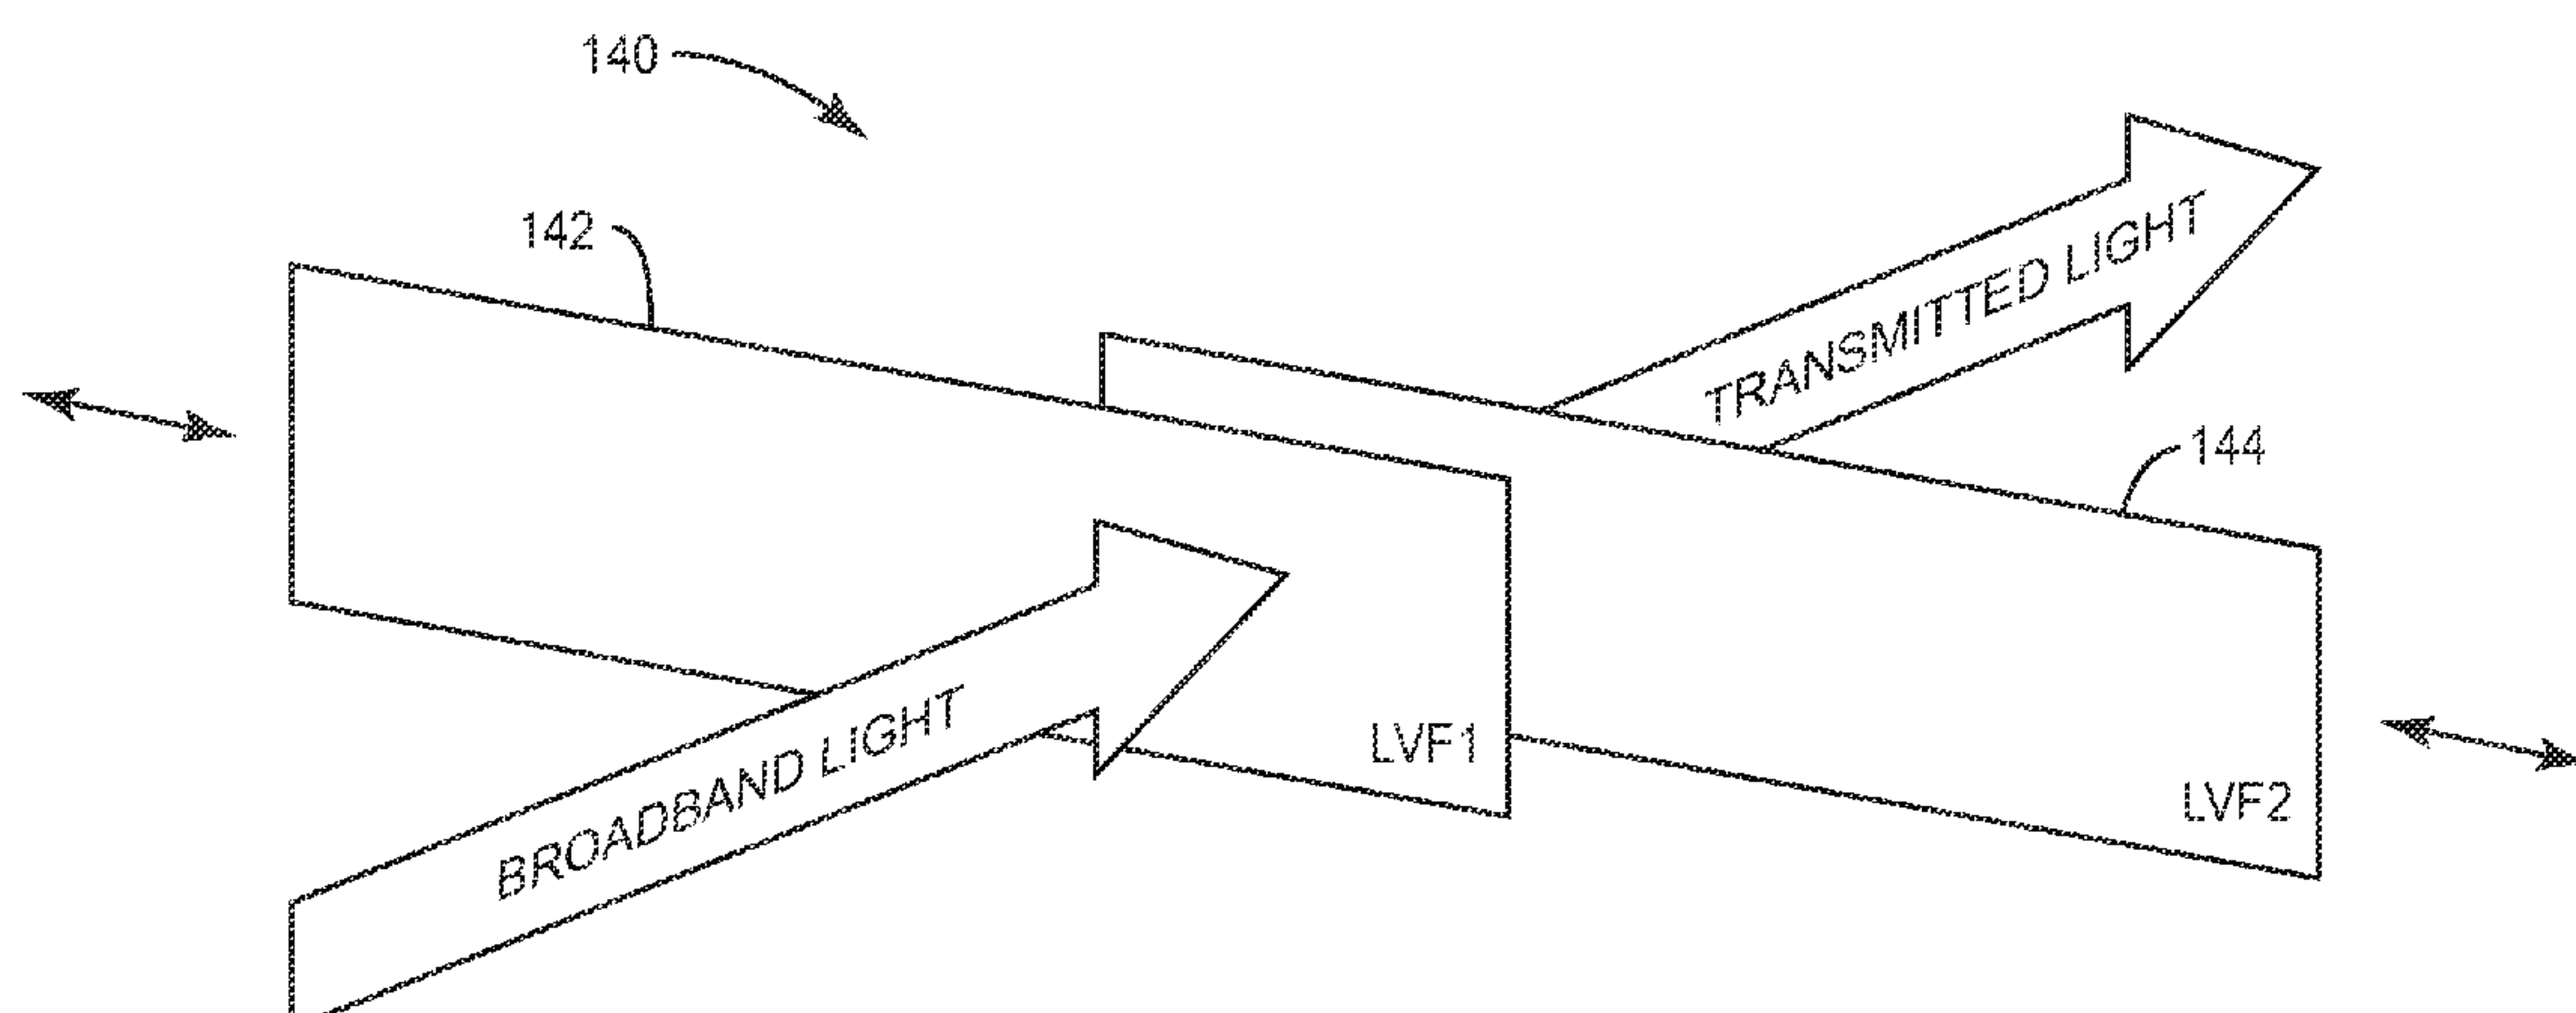 140
142
TRANSMITTED LIGHT
144
BROADBAND LIGHT
LVF1
LVF2